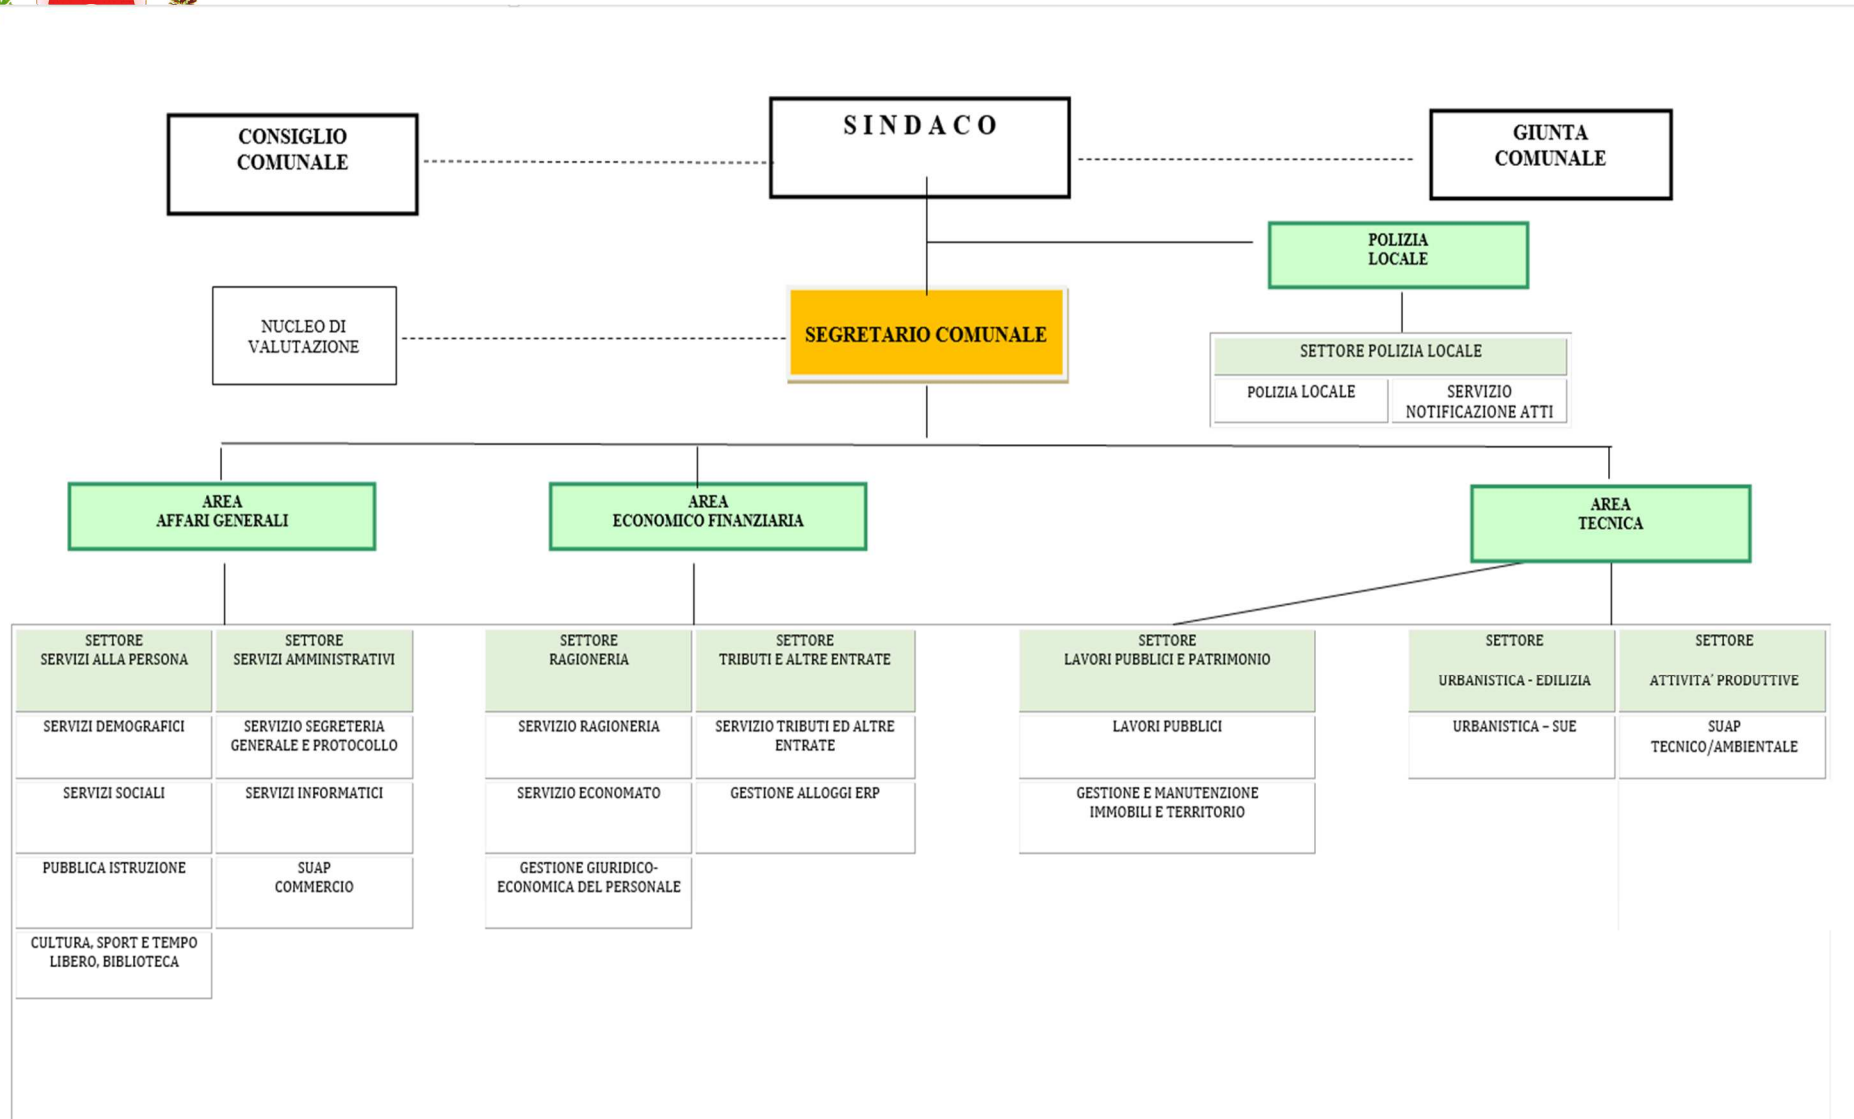 CONSIGLIO
COMUNALE
S I N D A C O
GIUNTA
COMUNALE
POLIZIA
LOCALE
NUCLEO DI
VALUTAZIONE
SEGRETARIO COMUNALE
SETTORE POLIZIA LOCALE
POLIZIA LOCALE
SERVIZIO
NOTIFICAZIONE ATTI
AREA
AFFARI GENERALI
AREA
ECONOMICO FINANZIARIA
AREA
TECNICA
SETTORE
SERVIZI ALLA PERSONA
SERVIZI DEMOGRAFICI
SERVIZI SOCIALI
PUBBLICA ISTRUZIONE
CULTURA, SPORT E TEMPO
LIBERO, BIBLIOTECA
SETTORE
SERVIZI AMMINISTRATIVI
SERVIZIO SEGRETERIA
GENERALE E PROTOCOLLO
SERVIZI INFORMATICI
SUAP
COMMERCIO
SETTORE
RAGIONERIA
SERVIZIO RAGIONERIA
SERVIZIO ECONOMATO
GESTIONE GIURIDICO-
ECONOMICA DEL PERSONALE
SETTORE
TRIBUTI E ALTRE ENTRATE
SERVIZIO TRIBUTI ED ALTRE
ENTRATE
GESTIONE ALLOGGI ERP
SETTORE
LAVORI PUBBLICI E PATRIMONIO
LAVORI PUBBLICI
GESTIONE E MANUTENZIONE
IMMOBILI E TERRITORIO
SETTORE
URBANISTICA - EDILIZIA
URBANISTICA – SUE
SETTORE
ATTIVITA’ PRODUTTIVE
SUAP
TECNICO/AMBIENTALE